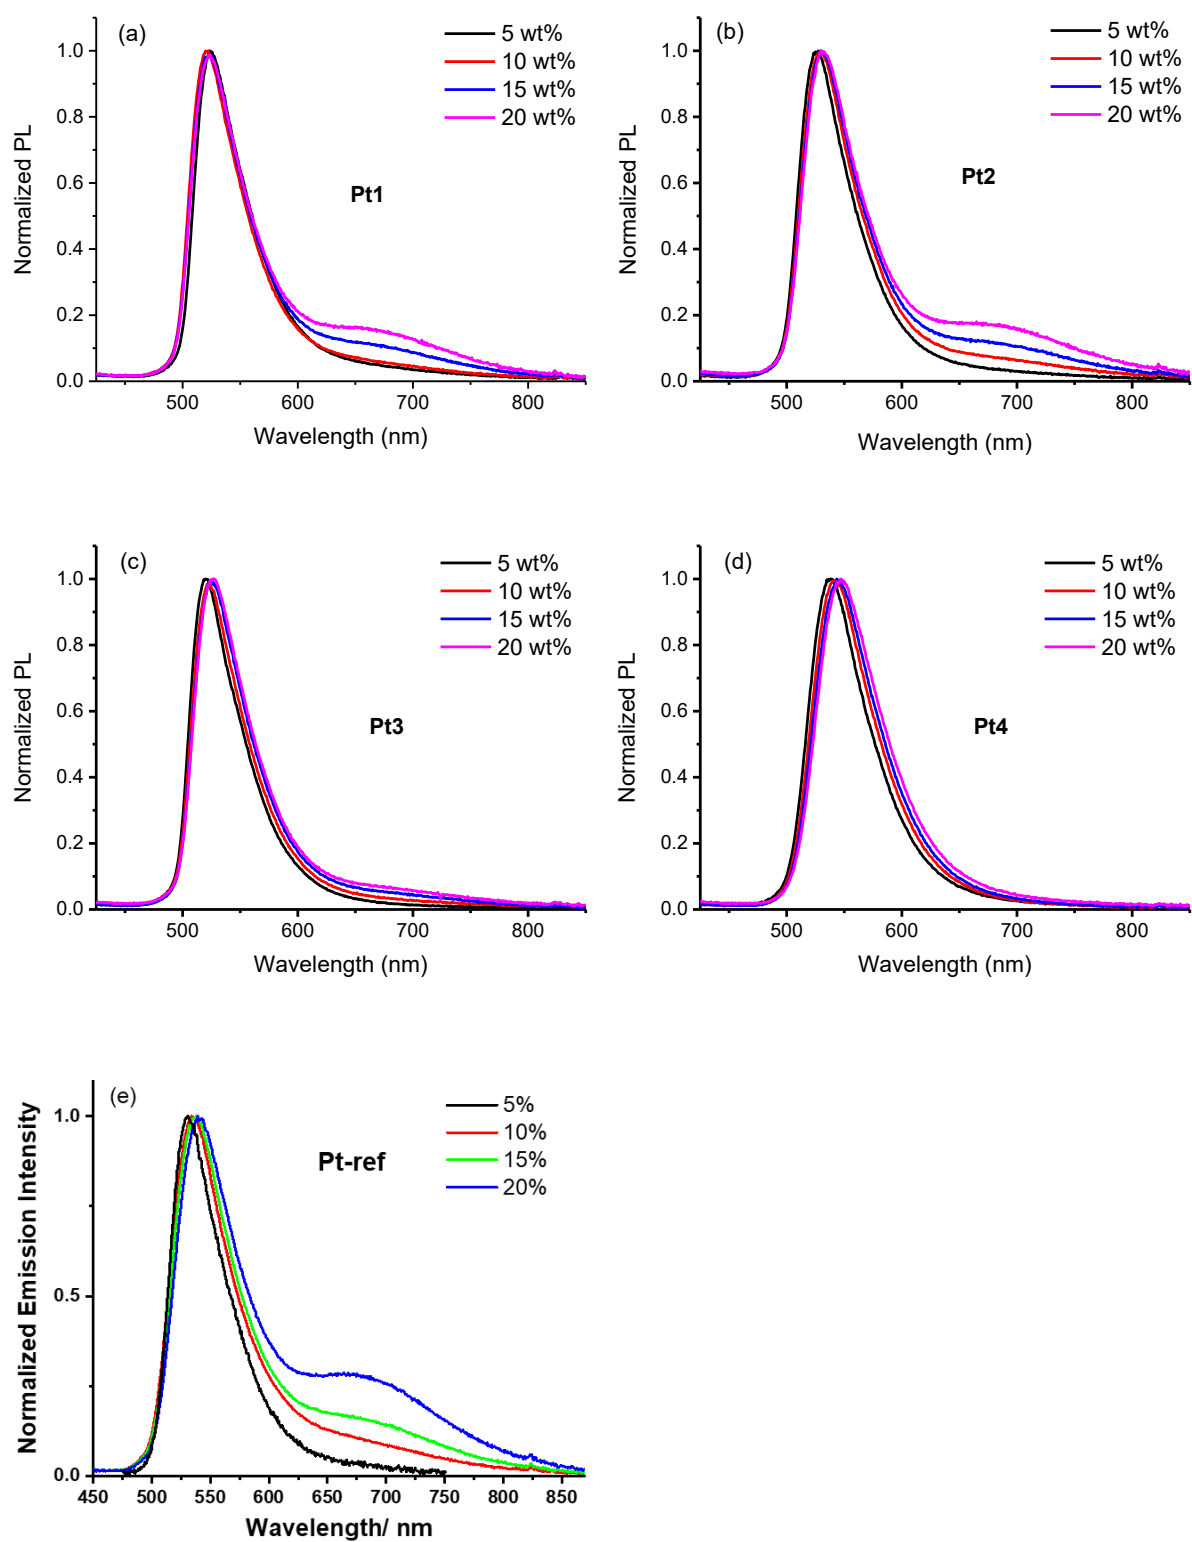 (a)
5 wt%
10 wt%
15 wt%
20 wt%
Pt1
Normalized PL
1.0
0.8
0.6
0.4
0.2
0.0
500 600 700 800
Wavelength (nm)
(b)
5 wt%
10 wt%
15 wt%
20 wt%
Pt2
Normalized PL
1.0
0.8
0.6
0.4
0.2
0.0
500 600 700 800
Wavelength (nm)
(c)
5 wt%
10 wt%
15 wt%
20 wt%
Pt3
Normalized PL
1.0
0.8
0.6
0.4
0.2
0.0
500 600 700 800
Wavelength (nm)
(d)
5 wt%
10 wt%
15 wt%
20 wt%
Pt4
Normalized PL
1.0
0.8
0.6
0.4
0.2
0.0
500 600 700 800
Wavelength (nm)
(e)
5%
10%
15%
20%
Pt-ref
Normalized Emission Intensity
1.0
0.5
0.0
450 500 550 600 650 700 750 800 850
Wavelength/ nm